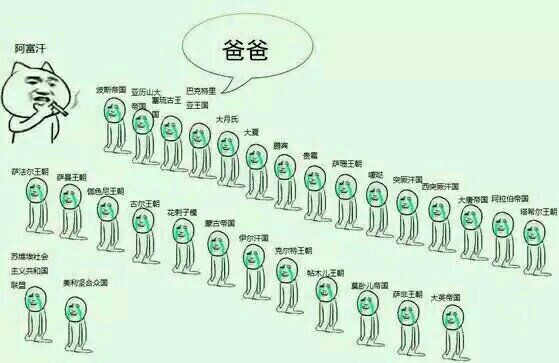 阿富汗
爸爸
波斯帝国
亚历山大
帝国
塞琉古王
国
巴克特里
亚王国
大月氏
大夏
罽宾
贵霜
萨珊王朝
嚈哒
突厥汗国
西突厥汗国
大唐帝国
阿拉伯帝国
塔希尔王朝
萨法尔王朝
萨曼王朝
伽色尼王朝
古尔王朝
花剌子模
蒙古帝国
伊尔汗国
克尔特王朝
帖木儿王朝
莫卧儿帝国
萨非王朝
大英帝国
苏维埃社会
主义共和国
联盟
美利坚合众国